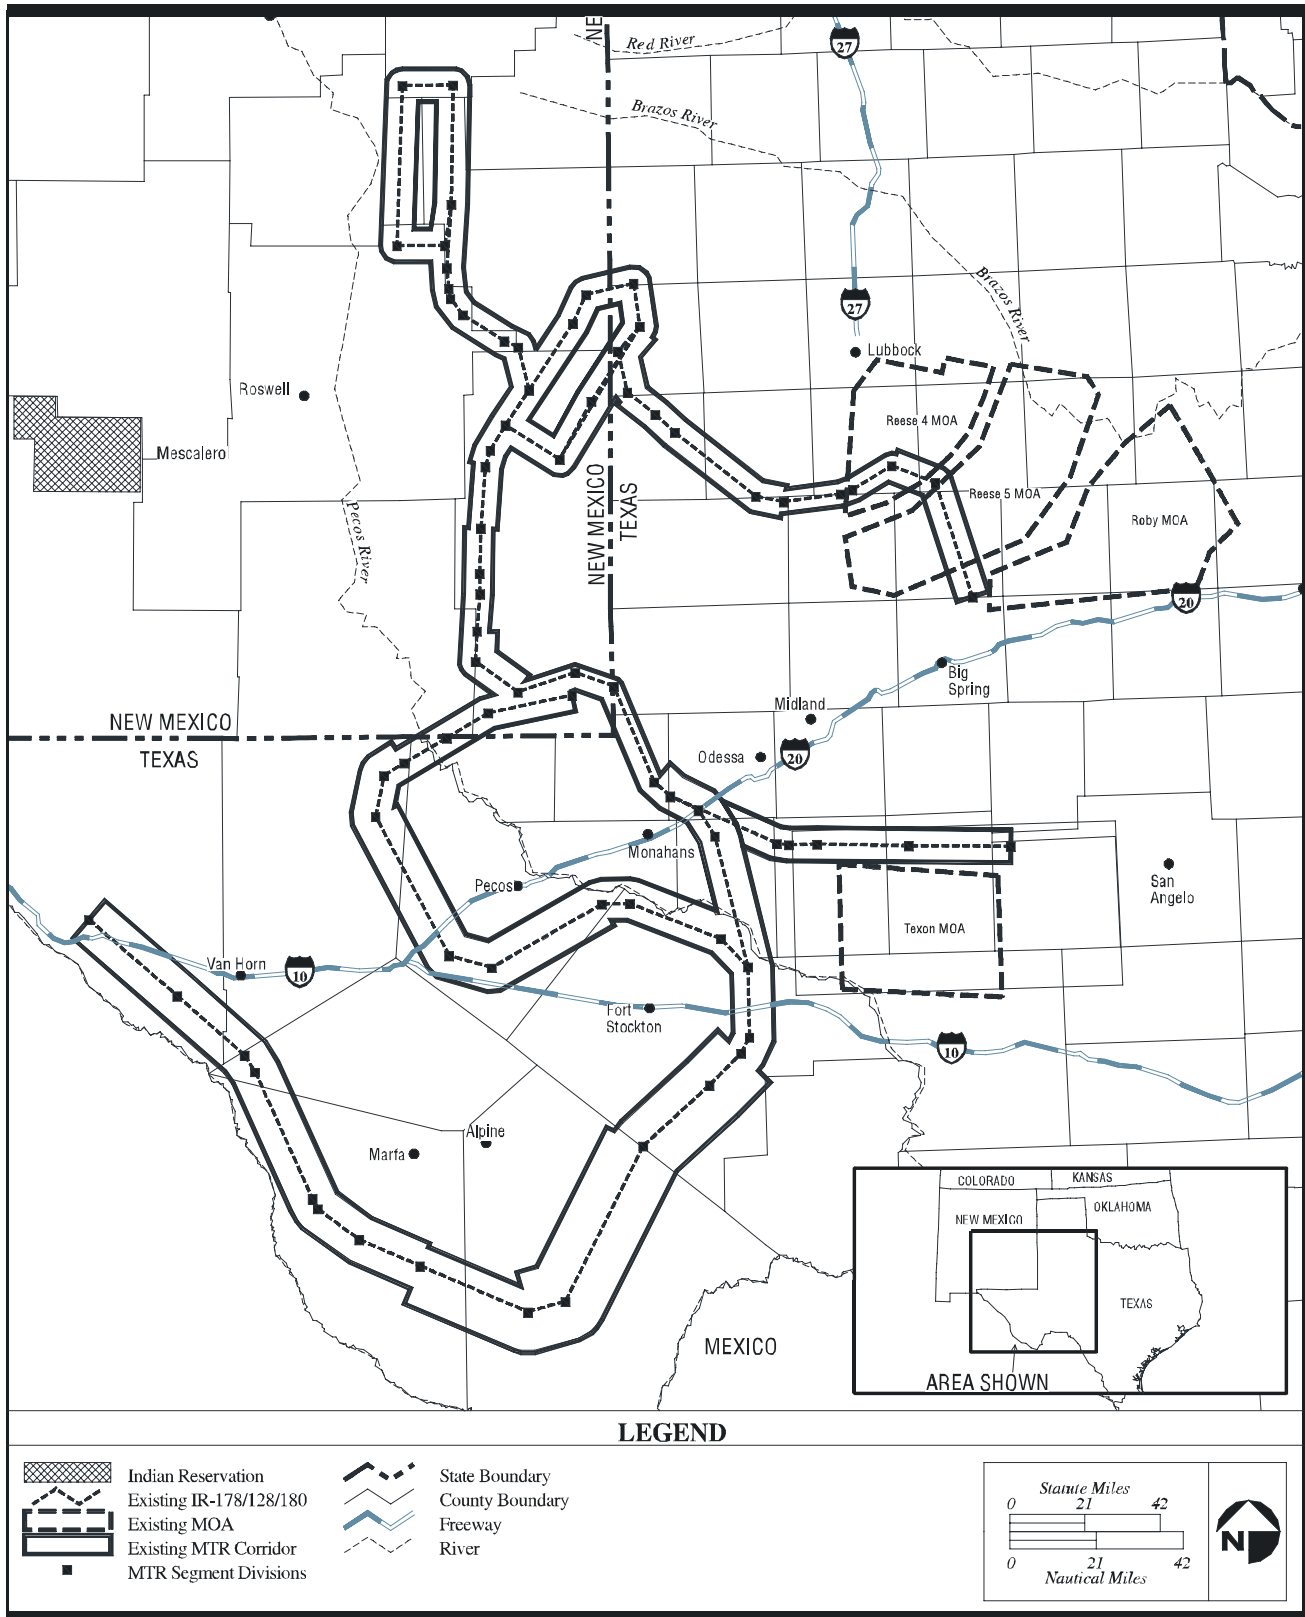 NE
Red River
27
Brazos River
Brazos River
27
Lubbock
Roswell
Reese 4 MOA
Mescalero
NEW MEXICO
TEXAS
Reese 5 MOA
Roby MOA
Pecos River
20
Big
Spring
Midland
NEW MEXICO
TEXAS
Odessa
20
Monahans
Pecos
San
Angelo
Texon MOA
Van Horn
10
Fort
Stockton
10
Alpine
Marfa
COLORADO
KANSAS
OKLAHOMA
NEW MEXICO
TEXAS
MEXICO
AREA SHOWN
LEGEND
Indian Reservation
Existing IR-178/128/180
Existing MOA
Existing MTR Corridor
MTR Segment Divisions
State Boundary
County Boundary
Freeway
River
Statute Miles
0 21 42
0 21 42
Nautical Miles
N